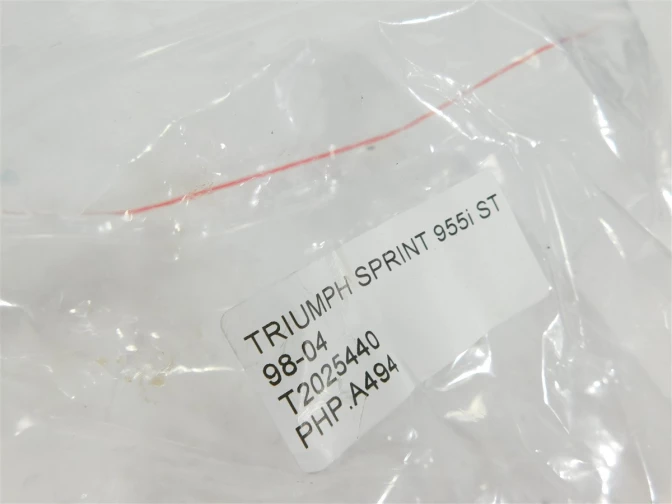 TRIUMPH SPRINT 955i ST
98-04
T2025440
PHP.A494